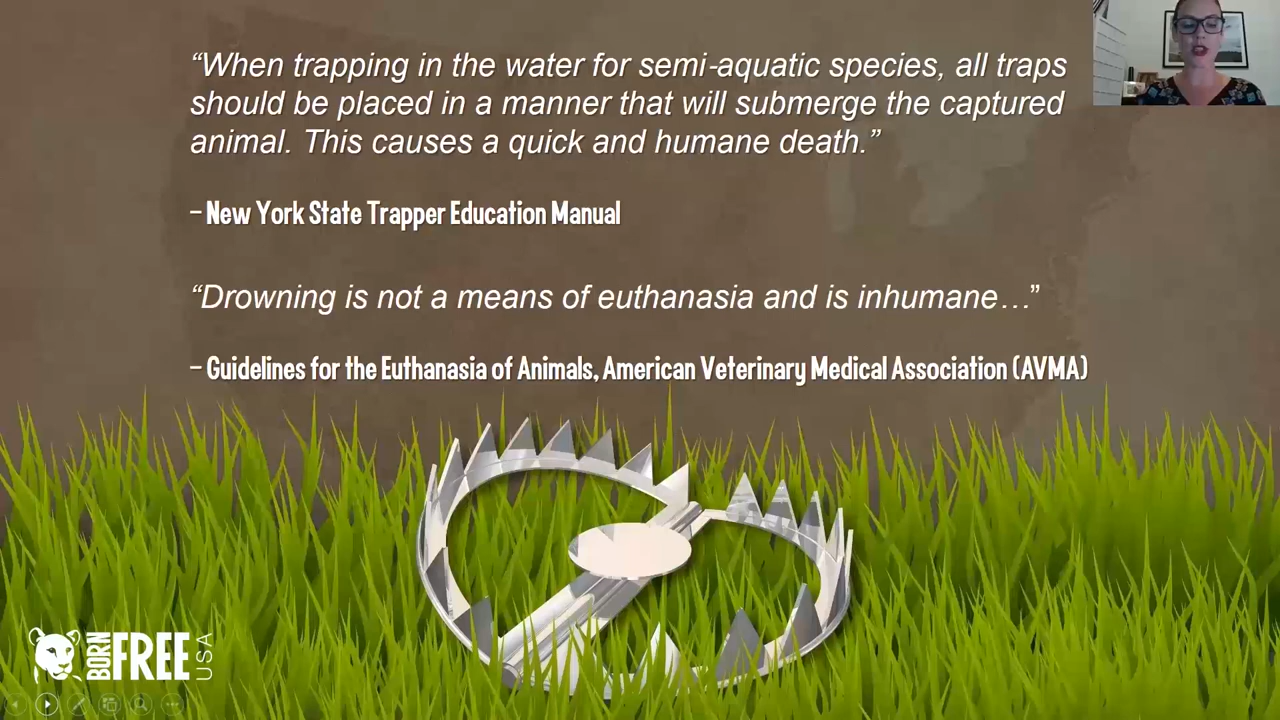 “When trapping in the water for semi-aquatic species, all traps
should be placed in a manner that will submerge the captured
animal. This causes a quick and humane death.”
– New York State Trapper Education Manual
“Drowning is not a means of euthanasia and is inhumane…”
– Guidelines for the Euthanasia of Animals, American Veterinary Medical Association (AVMA)
BORN FREE USA